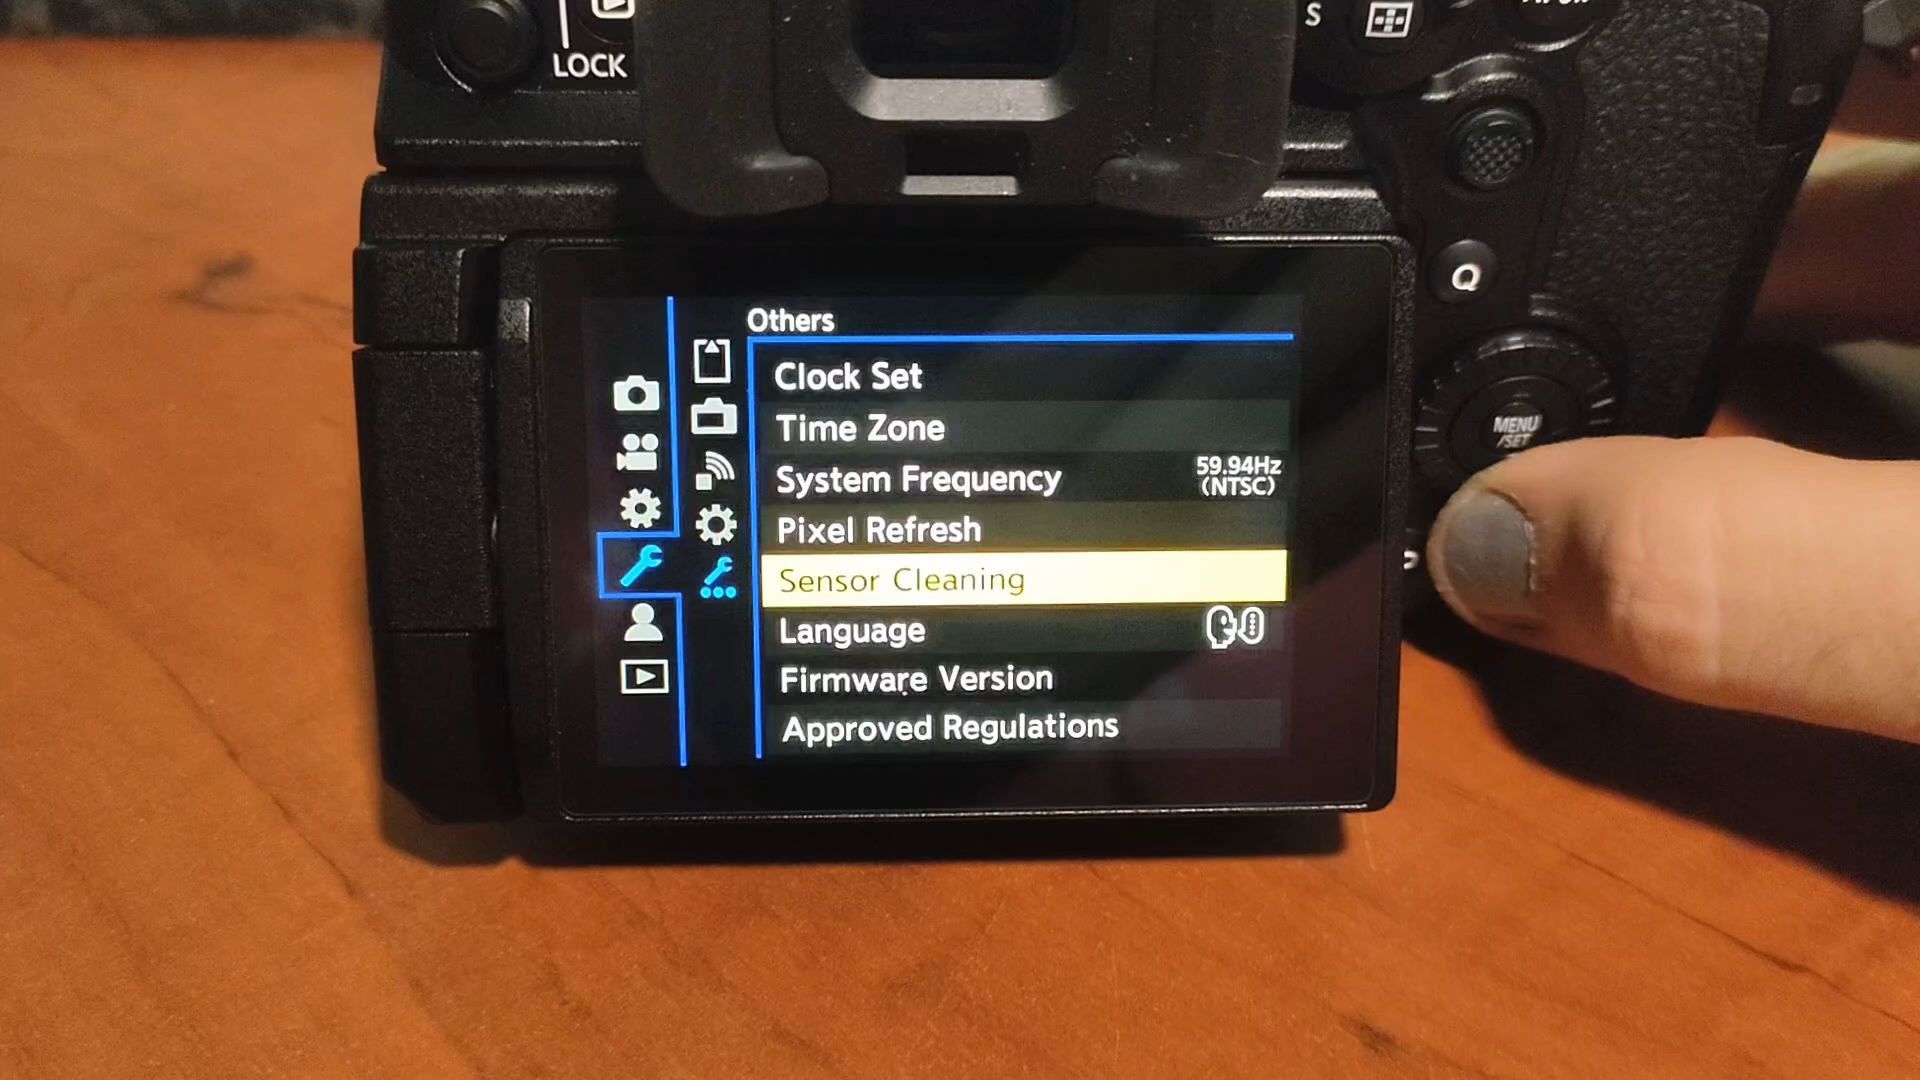 LOCK
S
Q
MENU
/SET
Others
Clock Set
Time Zone
System Frequency
59.94Hz
(NTSC)
Pixel Refresh
Sensor Cleaning
Language
Firmware Version
Approved Regulations